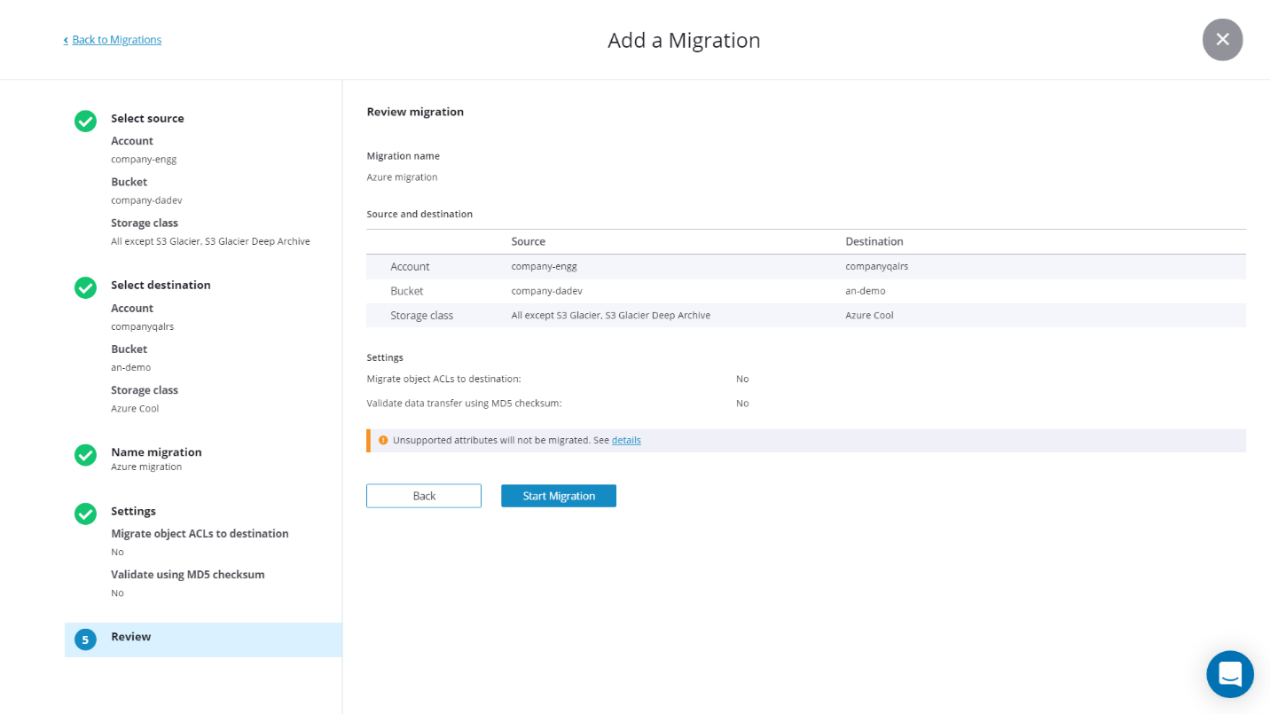 Back to Migrations
Add a Migration
Select source
Account
company-engg
Bucket
company-dadev
Storage class
All except S3 Glacier, S3 Glacier Deep Archive
Select destination
Account
companyqalrs
Bucket
an-demo
Storage class
Azure Cool
Name migration
Azure migration
Settings
Migrate object ACLs to destination
No
Validate using MD5 checksum
No
5 Review
Review migration
Migration name
Azure migration
Source and destination
Source Destination
Account company-engg companyqalrs
Bucket company-dadev an-demo
Storage class All except S3 Glacier, S3 Glacier Deep Archive Azure Cool
Settings
Migrate object ACLs to destination: No
Validate data transfer using MD5 checksum: No
Unsupported attributes will not be migrated. See details
Back Start Migration